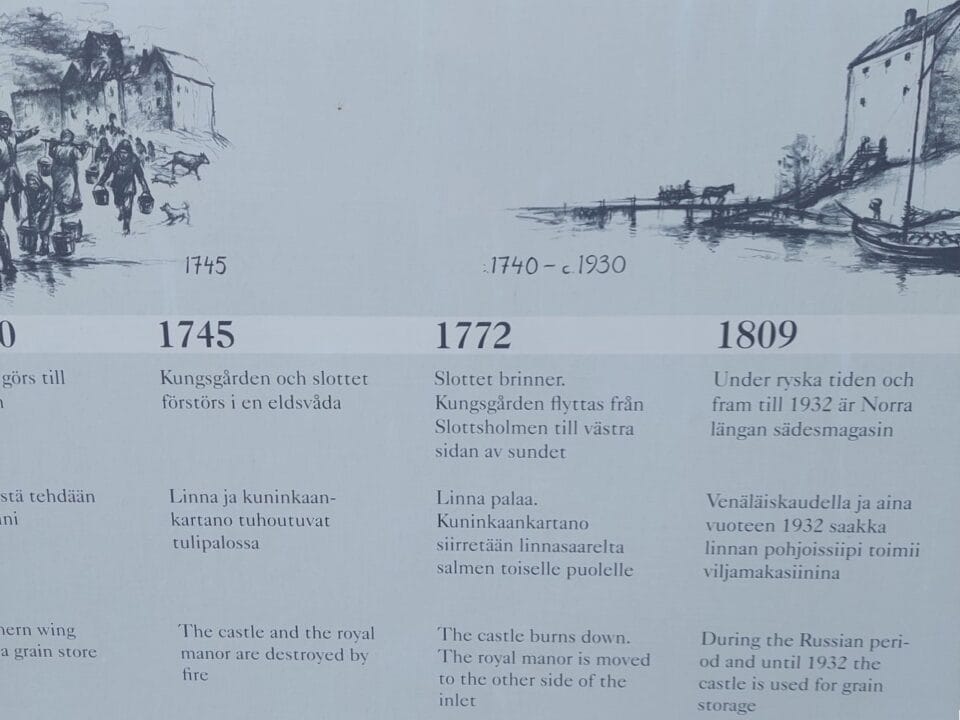 1745
1740 – c. 1930
0
1745
1772
1809
görs till
Kungsgården och slottet
förstörs i en eldsvåda
Slottet brinner.
Kungsgården flyttas från
Slottsholmen till västra
sidan av sundet
Under ryska tiden och
fram till 1932 är Norra
längan sädesmagasin
stä tehdään
Linna ja kuninkaan-
kartano tuhoutuvat
tulipalossa
Linna palaa.
Kuninkaankartano
siirretään linnasaarelta
salmen toiselle puolelle
Venäläiskaudella ja aina
vuoteen 1932 saakka
linnan pohjoissiipi toimii
viljamakasiinina
wing
a grain store
The castle and the royal
manor are destroyed by
fire
The castle burns down.
The royal manor is moved
to the other side of the
inlet
During the Russian peri-
od and until 1932 the
castle is used for grain
storage